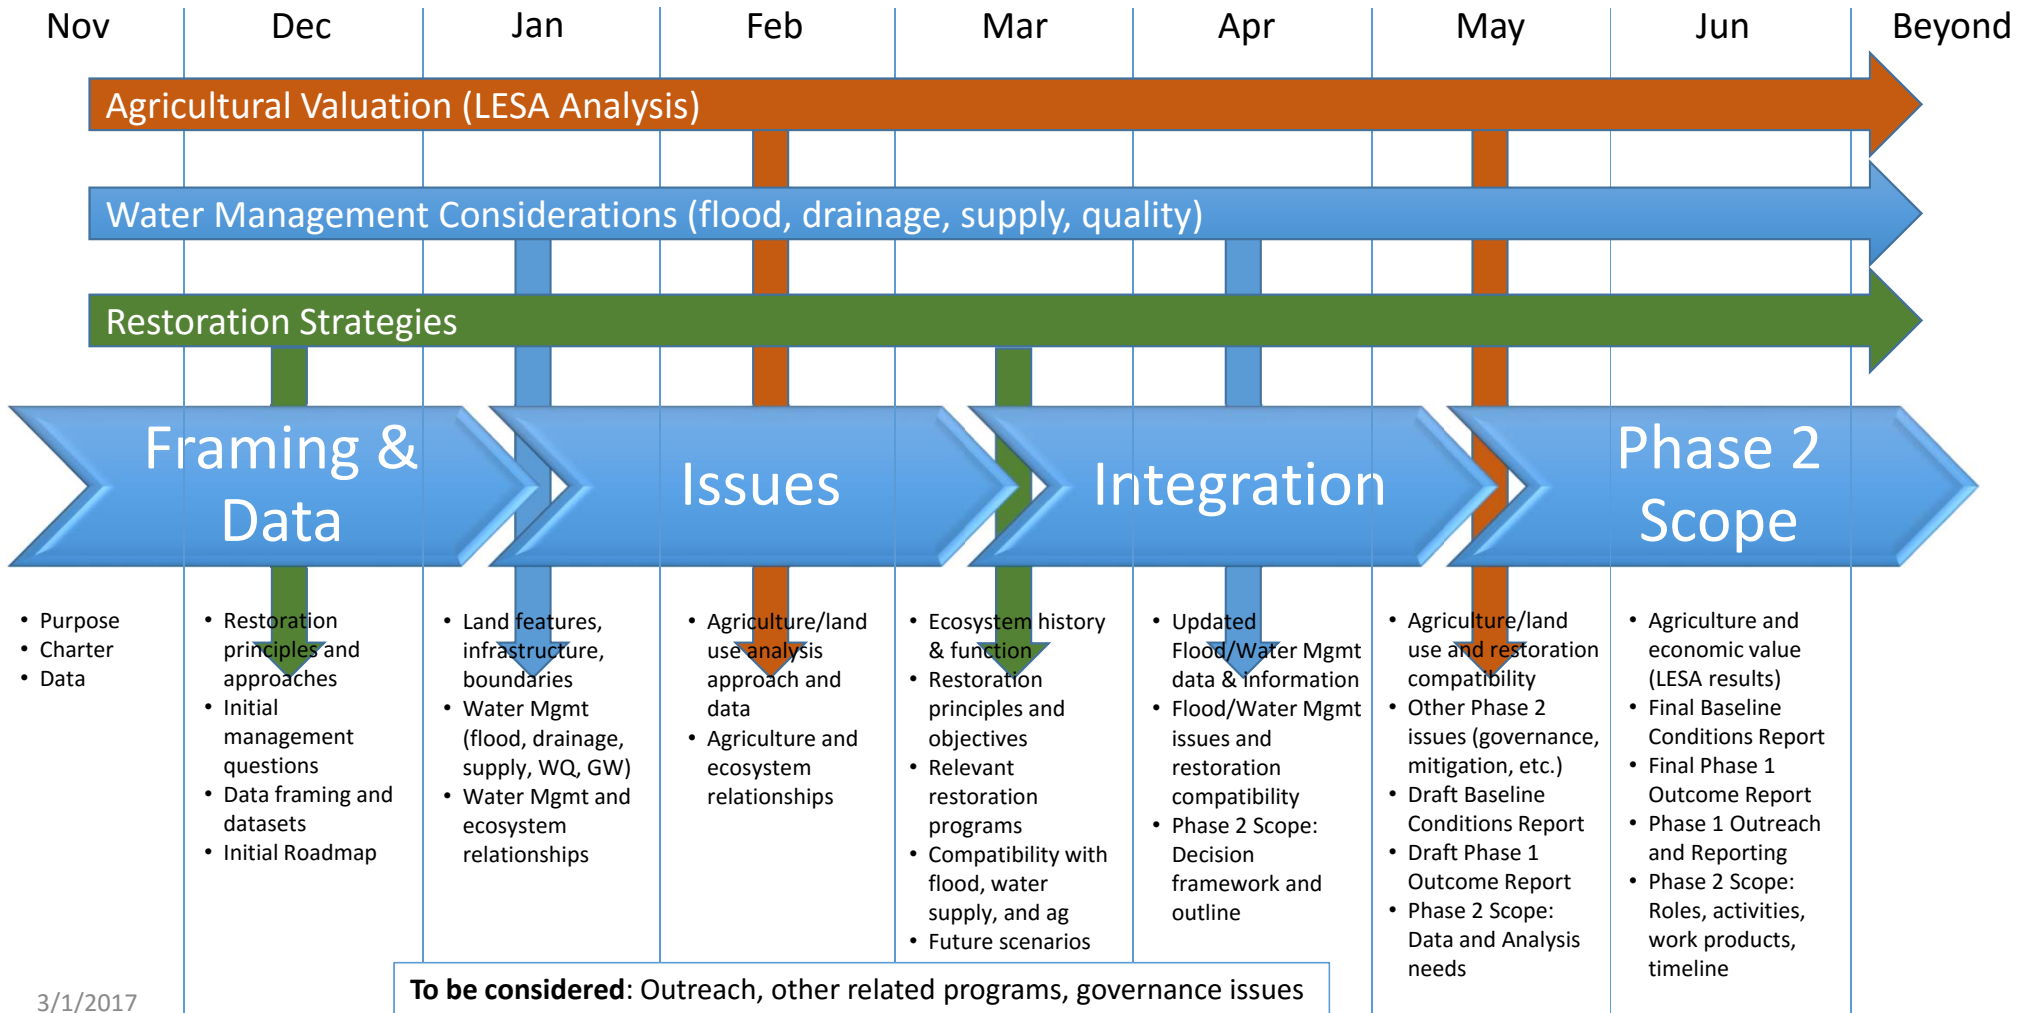 Nov
Dec
Jan
Feb
Mar
Apr
May
Jun
Beyond
Agricultural Valuation (LESA Analysis)
Water Management Considerations (flood, drainage, supply, quality)
Restoration Strategies
Framing &
Data
Issues
Integration
Phase 2
Scope
• Purpose
• Charter
• Data
• Restoration
principles and
approaches
• Initial
management
questions
• Data framing and
datasets
• Initial Roadmap
• Land features,
infrastructure,
boundaries
• Water Mgmt
(flood, drainage,
supply, WQ, GW)
• Water Mgmt and
ecosystem
relationships
• Agriculture/land
use analysis
approach and
data
• Agriculture and
ecosystem
relationships
• Ecosystem history
& function
• Restoration
principles and
objectives
• Relevant
restoration
programs
• Compatibility with
flood, water
supply, and ag
• Future scenarios
• Updated
Flood/Water Mgmt
data & information
• Flood/Water Mgmt
issues and
restoration
compatibility
• Phase 2 Scope:
Decision
framework and
outline
• Agriculture/land
use and restoration
compatibility
• Other Phase 2
issues (governance,
mitigation, etc.)
• Draft Baseline
Conditions Report
• Draft Phase 1
Outcome Report
• Phase 2 Scope:
Data and Analysis
needs
• Agriculture and
economic value
(LESA results)
• Final Baseline
Conditions Report
• Final Phase 1
Outcome Report
• Phase 1 Outreach
and Reporting
• Phase 2 Scope:
Roles, activities,
work products,
timeline
To be considered: Outreach, other related programs, governance issues
3/1/2017